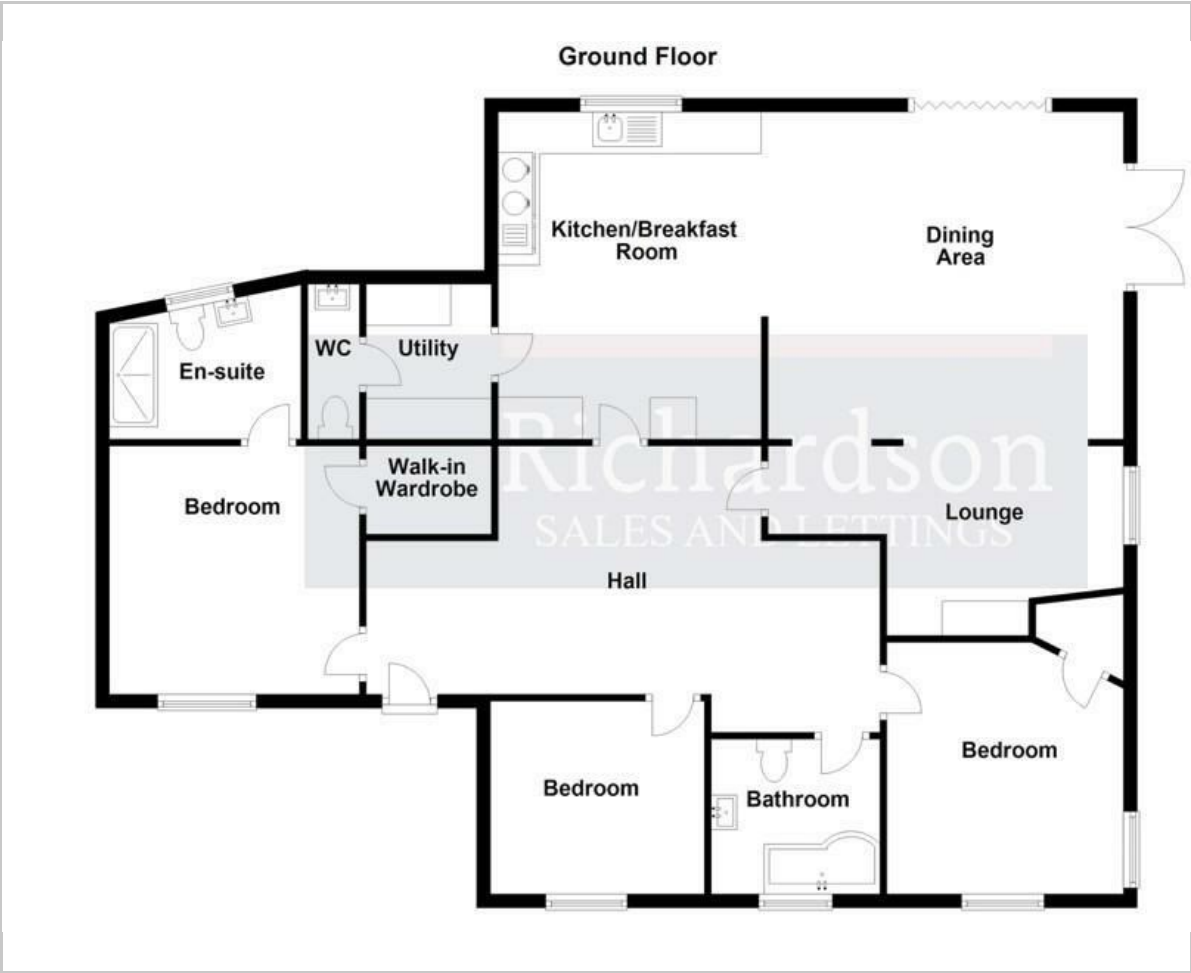 Ground Floor
Kitchen/Breakfast
Room
Dining
Area
WC
Utility
En-suite
Walk-in
Wardrobe
Bedroom
Richardson
SALES AND LETTINGS
Lounge
Hall
Bedroom
Bathroom
Bedroom